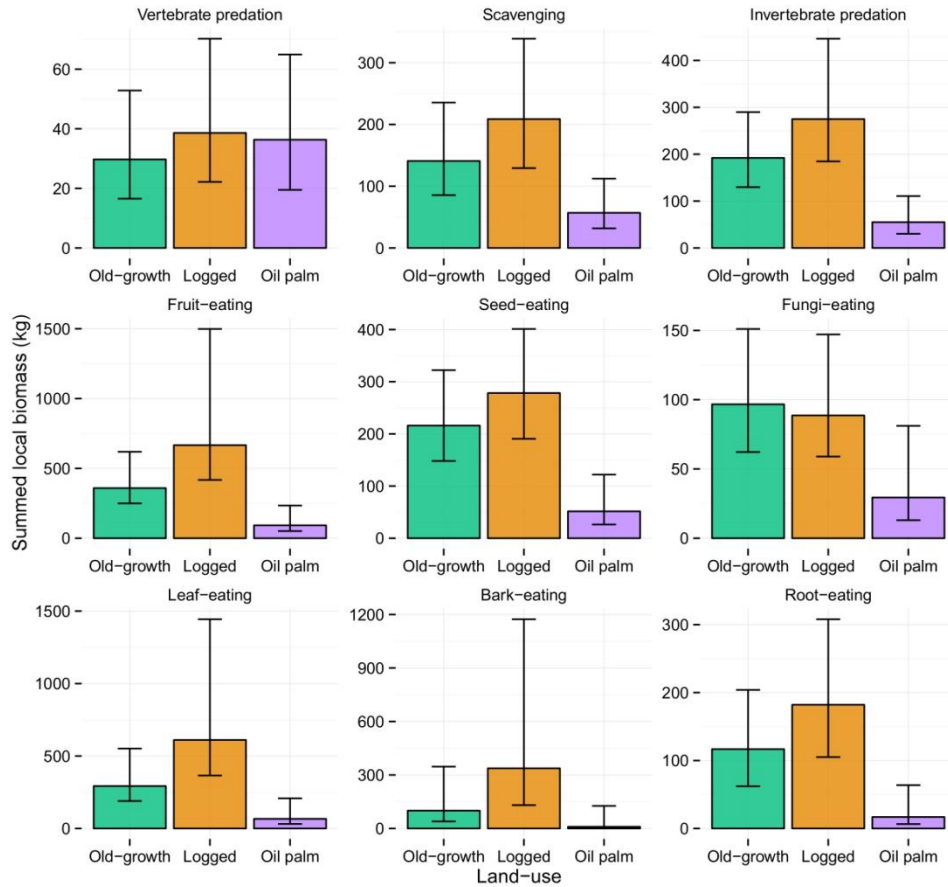 Vertebrate predation
Scavenging
Invertebrate predation
60
40
20
0
300
200
100
0
400
300
200
100
0
Old−growth Logged Oil palm
Old−growth Logged Oil palm
Old−growth Logged Oil palm
Summed local biomass (kg)
Fruit−eating
Seed−eating
Fungi−eating
1500
1000
500
0
400
300
200
100
0
150
100
50
0
Old−growth Logged Oil palm
Old−growth Logged Oil palm
Old−growth Logged Oil palm
Leaf−eating
Bark−eating
Root−eating
1500
1000
500
0
1200
900
600
300
0
300
200
100
0
Old−growth Logged Oil palm
Old−growth Logged Oil palm
Old−growth Logged Oil palm
Land−use